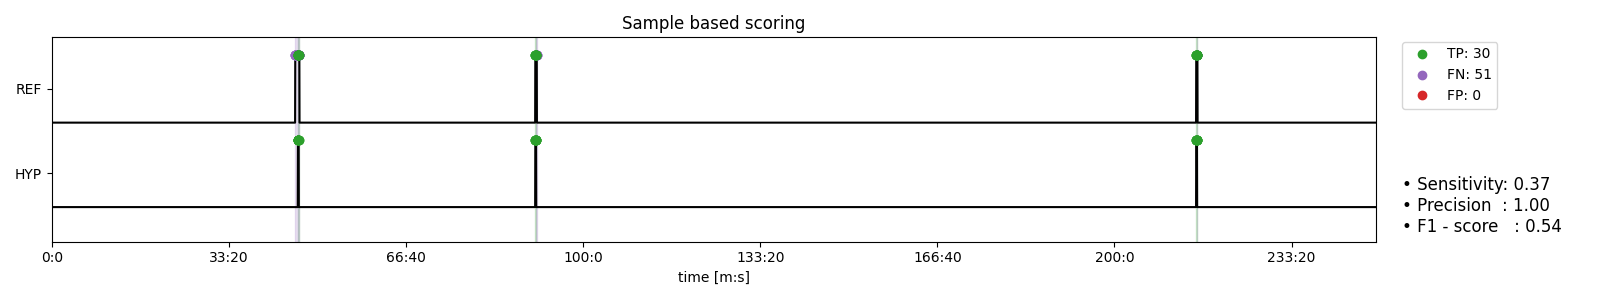 Sample based scoring
REF
HYP
0:0
33:20
66:40
100:0
133:20
166:40
200:0
233:20
time [m:s]
TP: 30
FN: 51
FP: 0
• Sensitivity: 0.37
• Precision : 1.00
• F1 - score : 0.54